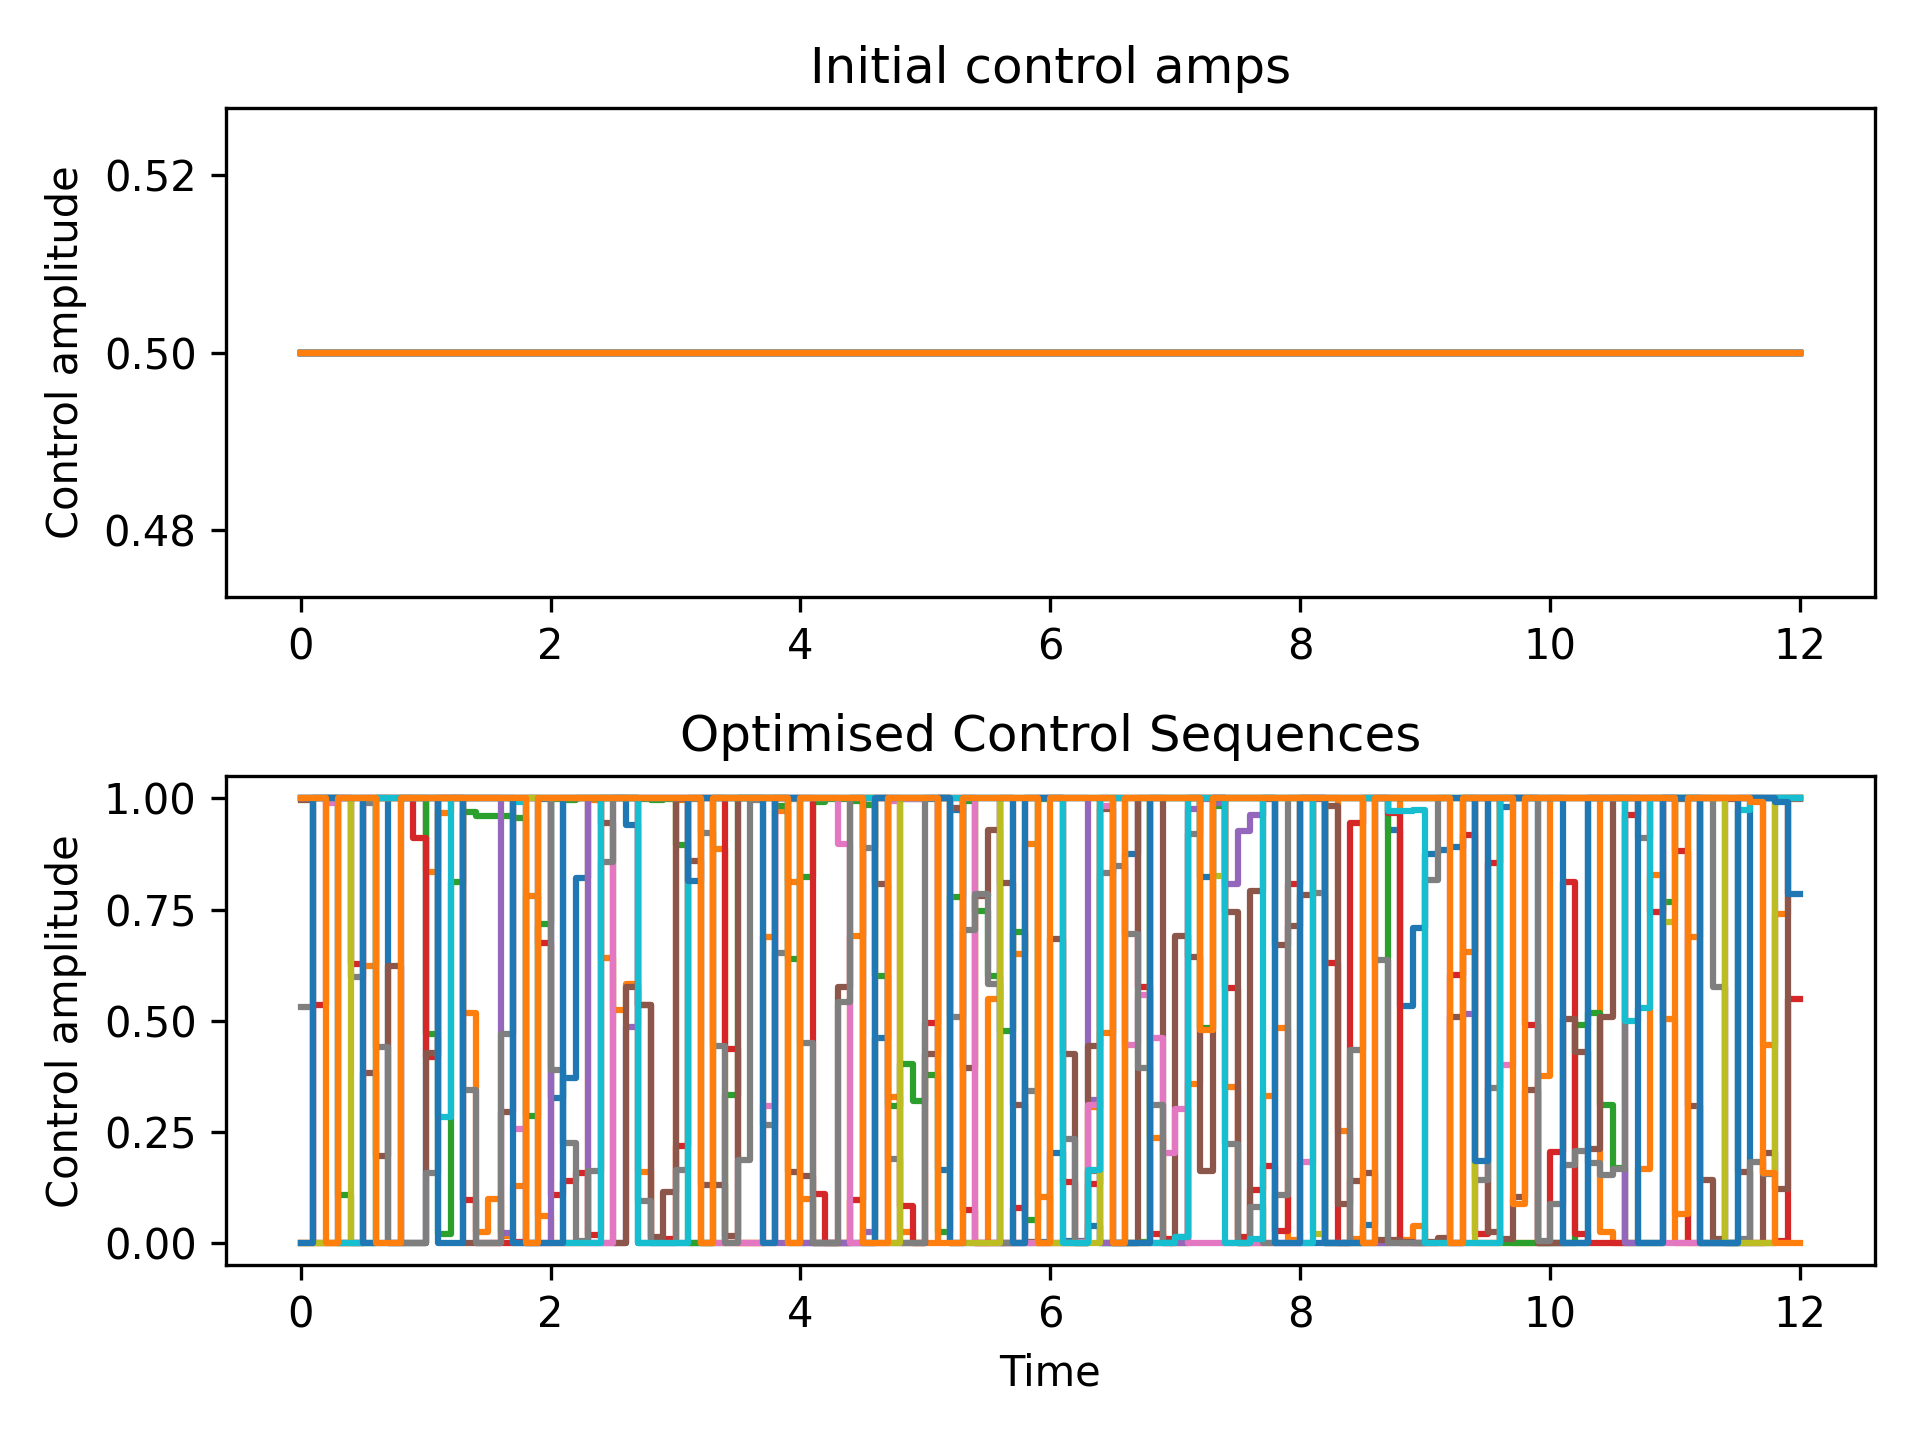 Initial control amps
Control amplitude
0.52
0.50
0.48
0 2 4 6 8 10 12
Optimised Control Sequences
Control amplitude
1.00
0.75
0.50
0.25
0.00
0 2 4 6 8 10 12
Time